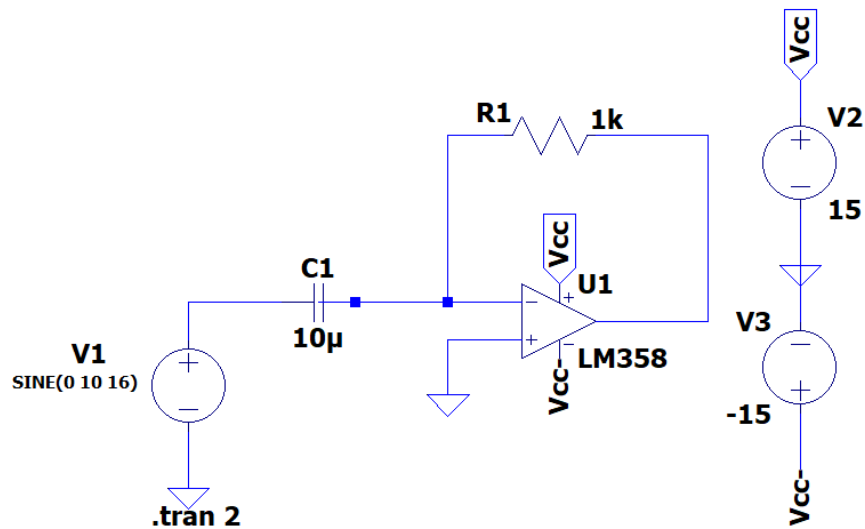 Vcc
R1
1k
V2
15
Vcc
C1
U1
10µ
V3
V1
SINE(0 10 16)
LM358
Vcc-
-15
Vcc-
.tran 2